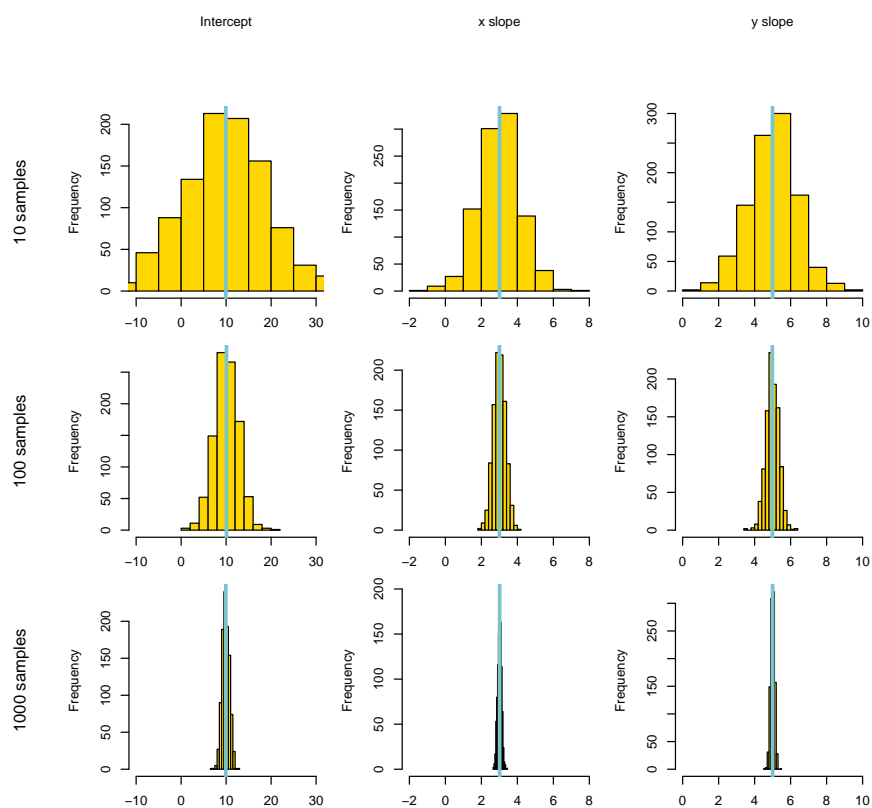 Intercept x slope y slope
10 samples
Frequency
0 50 100 150 200
−10 0 10 20 30
Frequency
0 50 150 250
−2 0 2 4 6 8
Frequency
0 50 100 150 200 250 300
0 2 4 6 8 10
100 samples
Frequency
0 50 100 200
−10 0 10 20 30
Frequency
0 50 100 150 200
−2 0 2 4 6 8
Frequency
0 50 100 150 200
0 2 4 6 8 10
1000 samples
Frequency
0 50 100 150 200
−10 0 10 20 30
Frequency
0 50 100 150 200
−2 0 2 4 6 8
Frequency
0 50 150 250
0 2 4 6 8 10